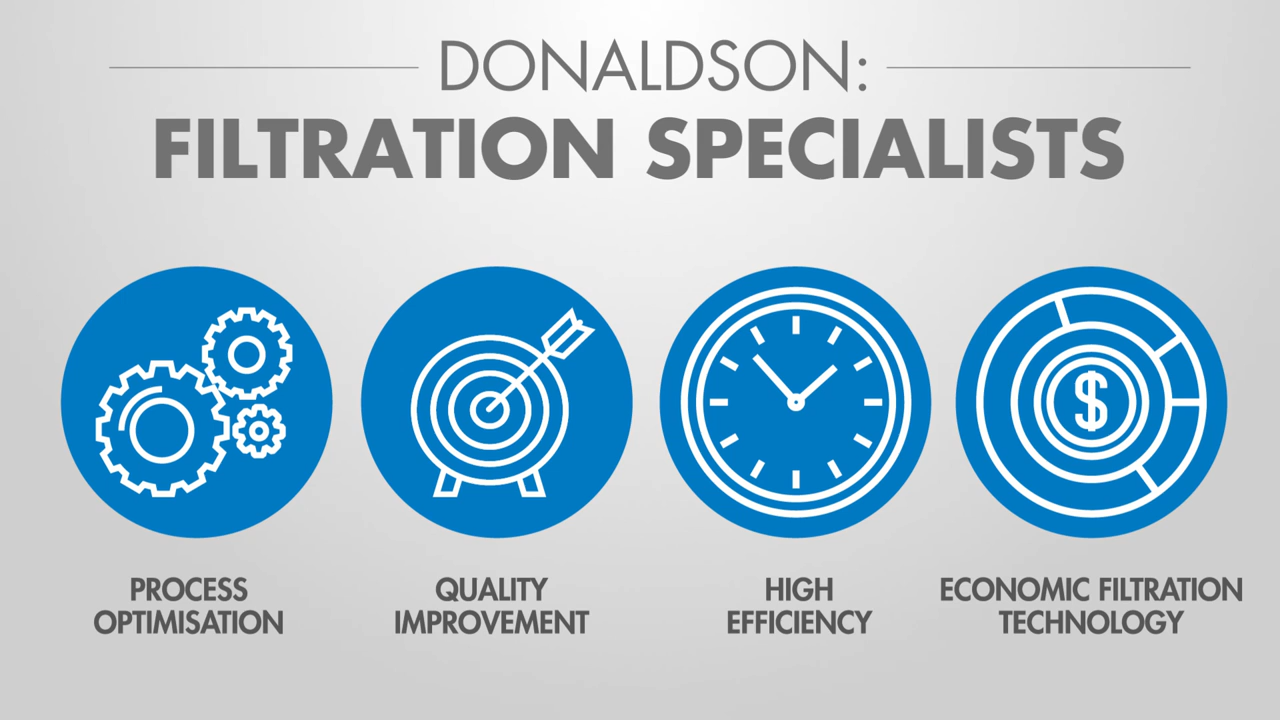 DONALDSON:
FILTRATION SPECIALISTS
$
PROCESS
OPTIMISATION
QUALITY
IMPROVEMENT
HIGH
EFFICIENCY
ECONOMIC FILTRATION
TECHNOLOGY